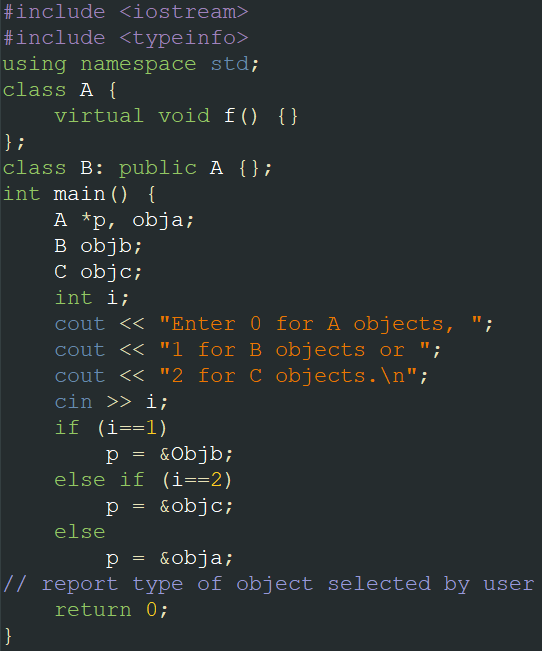 #include <iostream>
#include <typeinfo>
using namespace std;
class A {
    virtual void f() {}
};
class B: public A {};
int main() {
    A *p, obja;
    B objb;
    C objc;
    int i;
    cout << "Enter 0 for A objects, ";
    cout << "1 for B objects or ";
    cout << "2 for C objects.\n";
    cin >> i;
    if (i==1)
        p = &Objb;
    else if (i==2)
        p = &objc;
    else
        p = &obja;
// report type of object selected by user
    return 0;
}